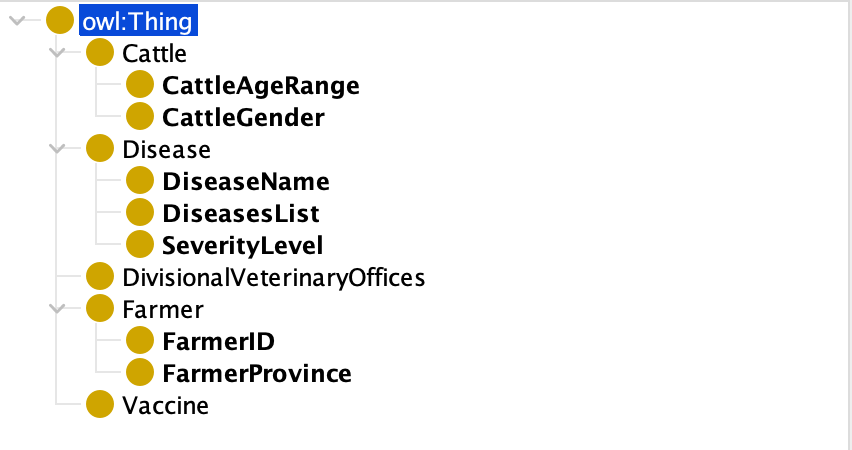 owl:Thing
Cattle
CattleAgeRange
CattleGender
Disease
DiseaseName
DiseasesList
SeverityLevel
DivisionalVeterinaryOffices
Farmer
FarmerID
FarmerProvince
Vaccine